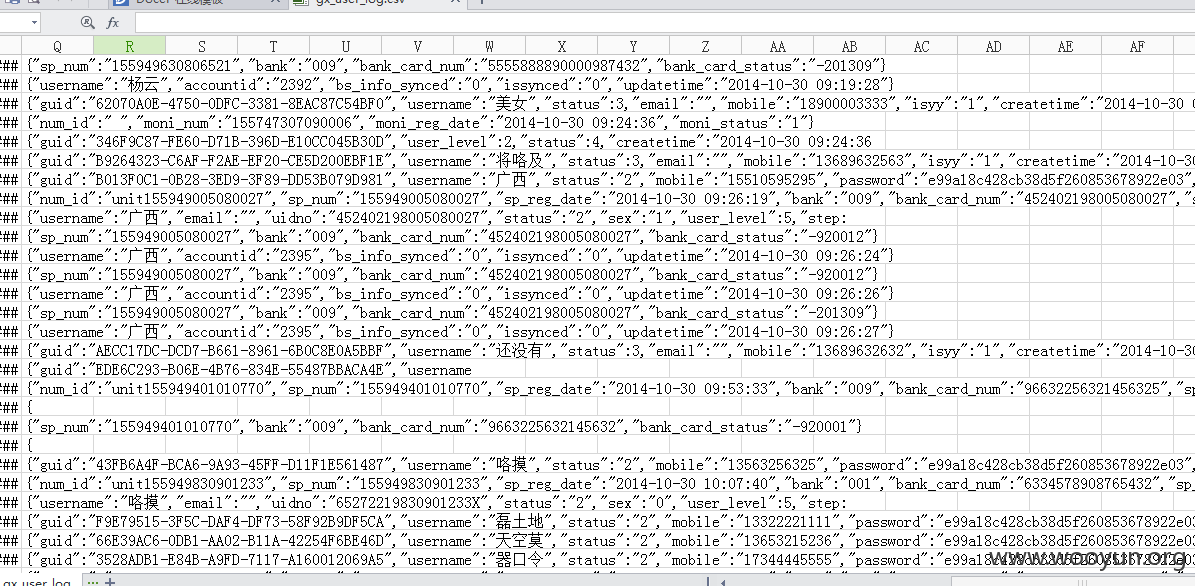 Docer 在线模板
gx_user_log.csv
fx
Q R S T U V W X Y Z AA AB AC AD AE AF
### {"sp_num":"155949630806521","bank":"009","bank_card_num":"5555888890000987432","bank_card_status":"-201309"}
### {"username":"杨云","accountid":"2392","bs_info_synced":"0","issynced":"0","updatetime":"2014-10-30 09:19:28"}
### {"guid":"62070A0E-4750-0DFC-3381-8EAC87C54BF0","username":"美女","status":3,"email":"","mobile":"18900003333","isyy":"1","createtime":"2014-10-30 0
### {"num_id":" ","moni_num":"155747307090006","moni_reg_date":"2014-10-30 09:24:36","moni_status":"1"}
### {"guid":"346F9C87-FE60-D71B-396D-E10CC045B30D","user_level":2,"status":4,"createtime":"2014-10-30 09:24:36
### {"guid":"B9264323-C6AF-F2AE-EF20-CE5D200EBF1E","username":"将咯及","status":3,"email":"","mobile":"13689632563","isyy":"1","createtime":"2014-10-30
### {"guid":"B013F0C1-0B28-3ED9-3F89-DD53B079D981","username":"广西","status":"2","mobile":"15510595295","password":"e99a18c428cb38d5f260853678922e03"
### {"num_id":"unit155949005080027","sp_num":"155949005080027","sp_reg_date":"2014-10-30 09:26:19","bank":"009","bank_card_num":"452402198005080027","s
### {"username":"广西","email":"","uidno":"452402198005080027","status":"2","sex":"1","user_level":5,"step:
### {"sp_num":"155949005080027","bank":"009","bank_card_num":"452402198005080027","bank_card_status":"-920012"}
### {"username":"广西","accountid":"2395","bs_info_synced":"0","issynced":"0","updatetime":"2014-10-30 09:26:24"}
### {"sp_num":"155949005080027","bank":"009","bank_card_num":"452402198005080027","bank_card_status":"-920012"}
### {"username":"广西","accountid":"2395","bs_info_synced":"0","issynced":"0","updatetime":"2014-10-30 09:26:26"}
### {"sp_num":"155949005080027","bank":"009","bank_card_num":"452402198005080027","bank_card_status":"-201309"}
### {"username":"广西","accountid":"2395","bs_info_synced":"0","issynced":"0","updatetime":"2014-10-30 09:26:27"}
### {"guid":"AECC17DC-DCD7-B661-8961-6B0C8E0A5BBF","username":"还没有","status":3,"email":"","mobile":"13689632632","isyy":"1","createtime":"2014-10-30
### {"guid":"EDE6C293-B06E-4B76-834E-55487BBACA4E","username
### {"num_id":"unit155949401010770","sp_num":"155949401010770","sp_reg_date":"2014-10-30 09:53:33","bank":"009","bank_card_num":"96632256321456325","sp
### {
### {"sp_num":"155949401010770","bank":"009","bank_card_num":"9663225632145632","bank_card_status":"-920001"}
### {
### {"guid":"43FB6A4F-BCA6-9A93-45FF-D11F1E561487","username":"咯摸","status":"2","mobile":"13563256325","password":"e99a18c428cb38d5f260853678922e03"
### {"num_id":"unit155949830901233","sp_num":"155949830901233","sp_reg_date":"2014-10-30 10:07:40","bank":"001","bank_card_num":"6334578908765432","sp_
### {"username":"咯摸","email":"","uidno":"65272219830901233X","status":"2","sex":"0","user_level":5,"step:
### {"guid":"F9E79515-3F5C-DAF4-DF73-58F92B9DF5CA","username":"磊土地","status":"2","mobile":"13322221111","password":"e99a18c428cb38d5f260853678922e0
### {"guid":"66E39AC6-0DB1-AA02-B11A-42254F6BE46D","username":"天空莫","status":"2","mobile":"13653215236","password":"e99a18c428cb38d5f260853678922e0
### {"guid":"3528ADB1-E84B-A9FD-7117-A160012069A5","username":"器口令","status":"2","mobile":"17344445555","password":"e99a18c428cb38d5f260853678922e0
www.wooyun.org
gx_user_log